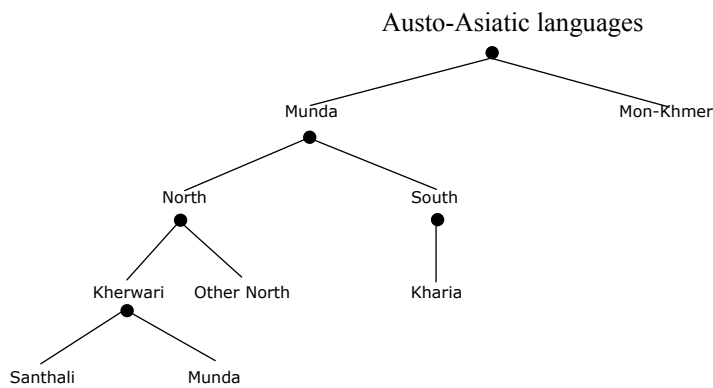 Austo-Asiatic languages
Munda
Mon-Khmer
North
South
Kherwari
Other North
Kharia
Santhali
Munda